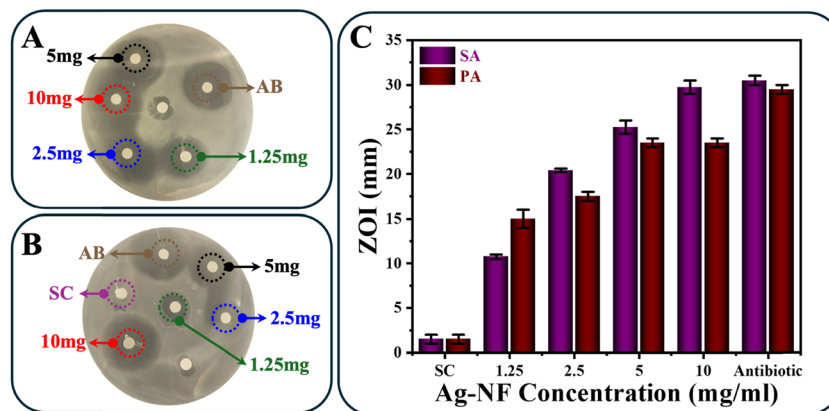 A
5mg
AB
10mg
2.5mg
1.25mg
B
AB
5mg
SC
2.5mg
10mg
1.25mg
C
SA
PA
ZOI (mm)
35
30
25
20
15
10
5
0
SC 1.25 2.5 5 10 Antibiotic
Ag-NF Concentration (mg/ml)